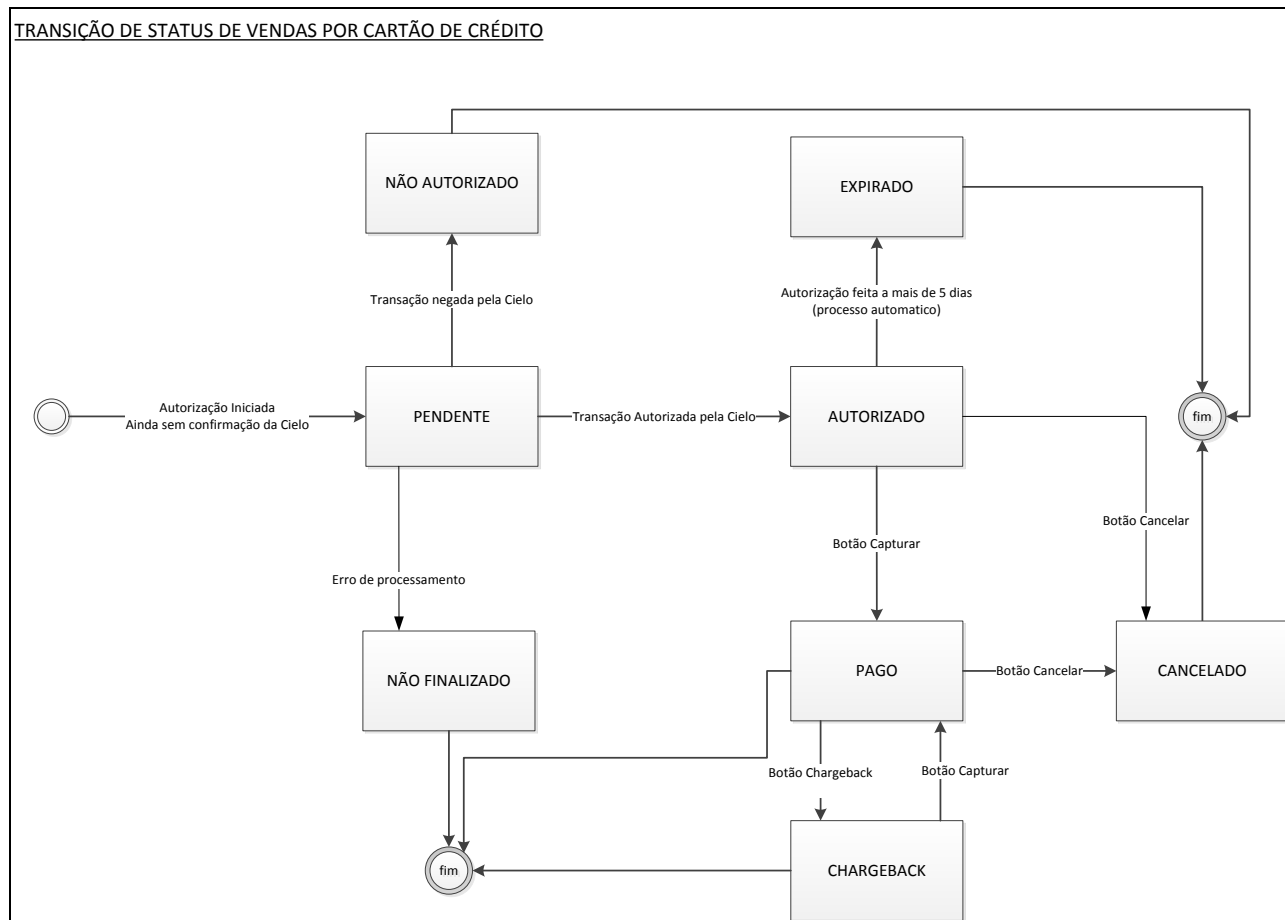 TRANSIÇÃO DE STATUS DE VENDAS POR CARTÃO DE CRÉDITO
NÃO AUTORIZADO
EXPIRADO
Transação negada pela Cielo
Autorização feita a mais de 5 dias
(processo automatico)
Autorização Iniciada
Ainda sem confirmação da Cielo
PENDENTE
Transação Autorizada pela Cielo
AUTORIZADO
fim
Botão Cancelar
Botão Capturar
Erro de processamento
NÃO FINALIZADO
PAGO
Botão Cancelar
CANCELADO
Botão Chargeback
Botão Capturar
fim
CHARGEBACK